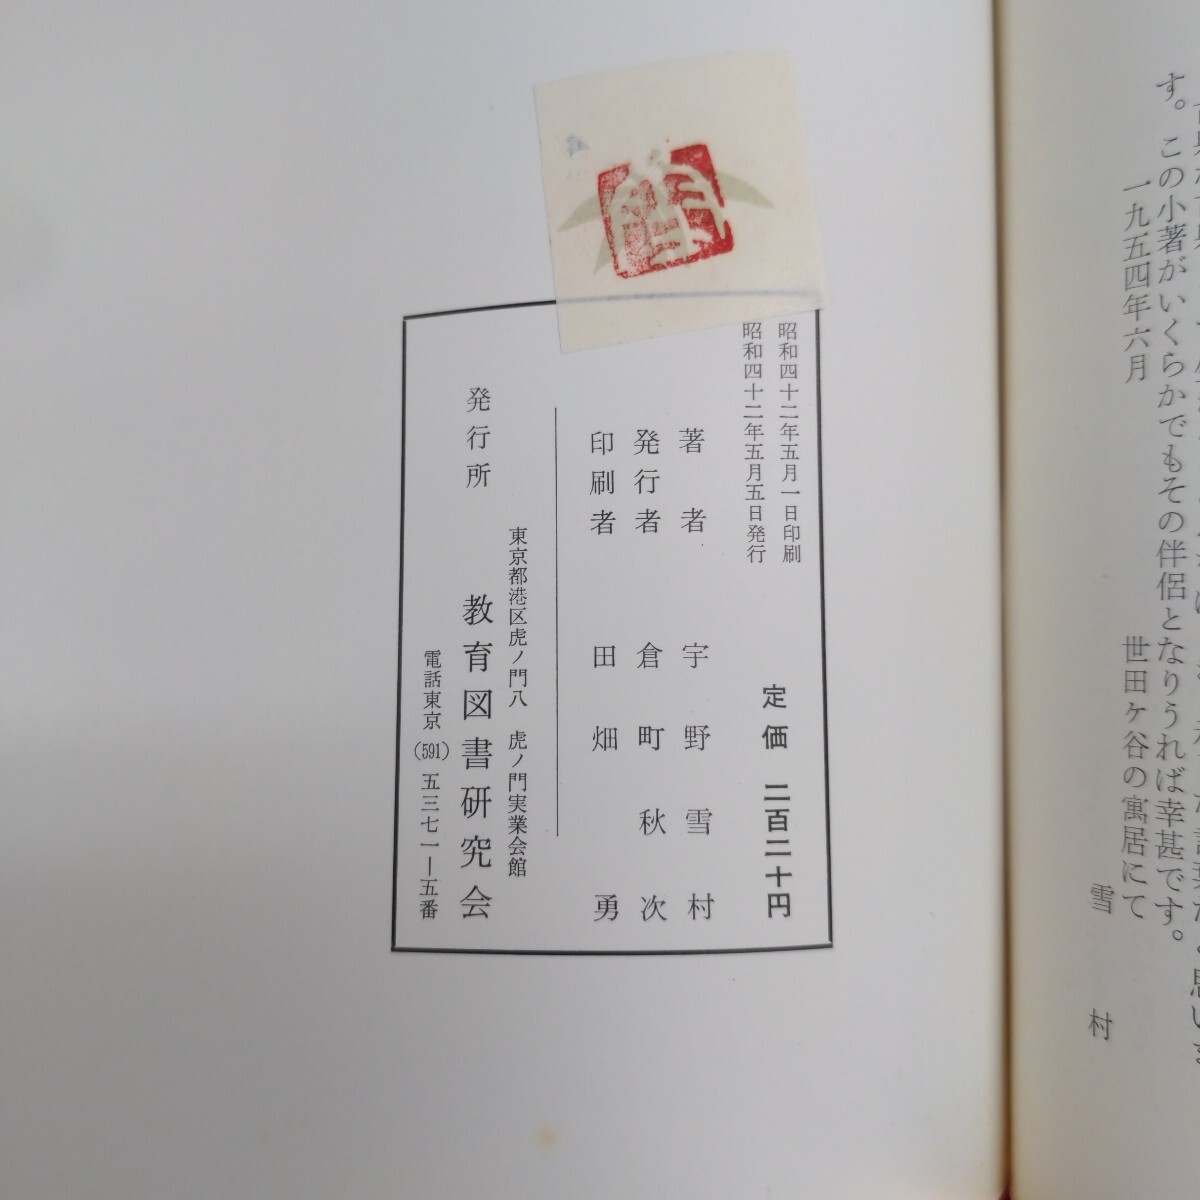 す。この小著がいくらかでもその伴侶となりうれば幸甚です。
一九五四年六月
世田ヶ谷の寓居にて
雪村
昭和四十二年五月一日印刷
昭和四十二年五月五日発行
定価 二百二十円
著者 宇野雪村
発行者 倉町秋次
印刷者 田畑勇
東京都港区虎ノ門八 虎ノ門実業会館
発行所 教育図書研究会
電話東京(591)五三七一―五番